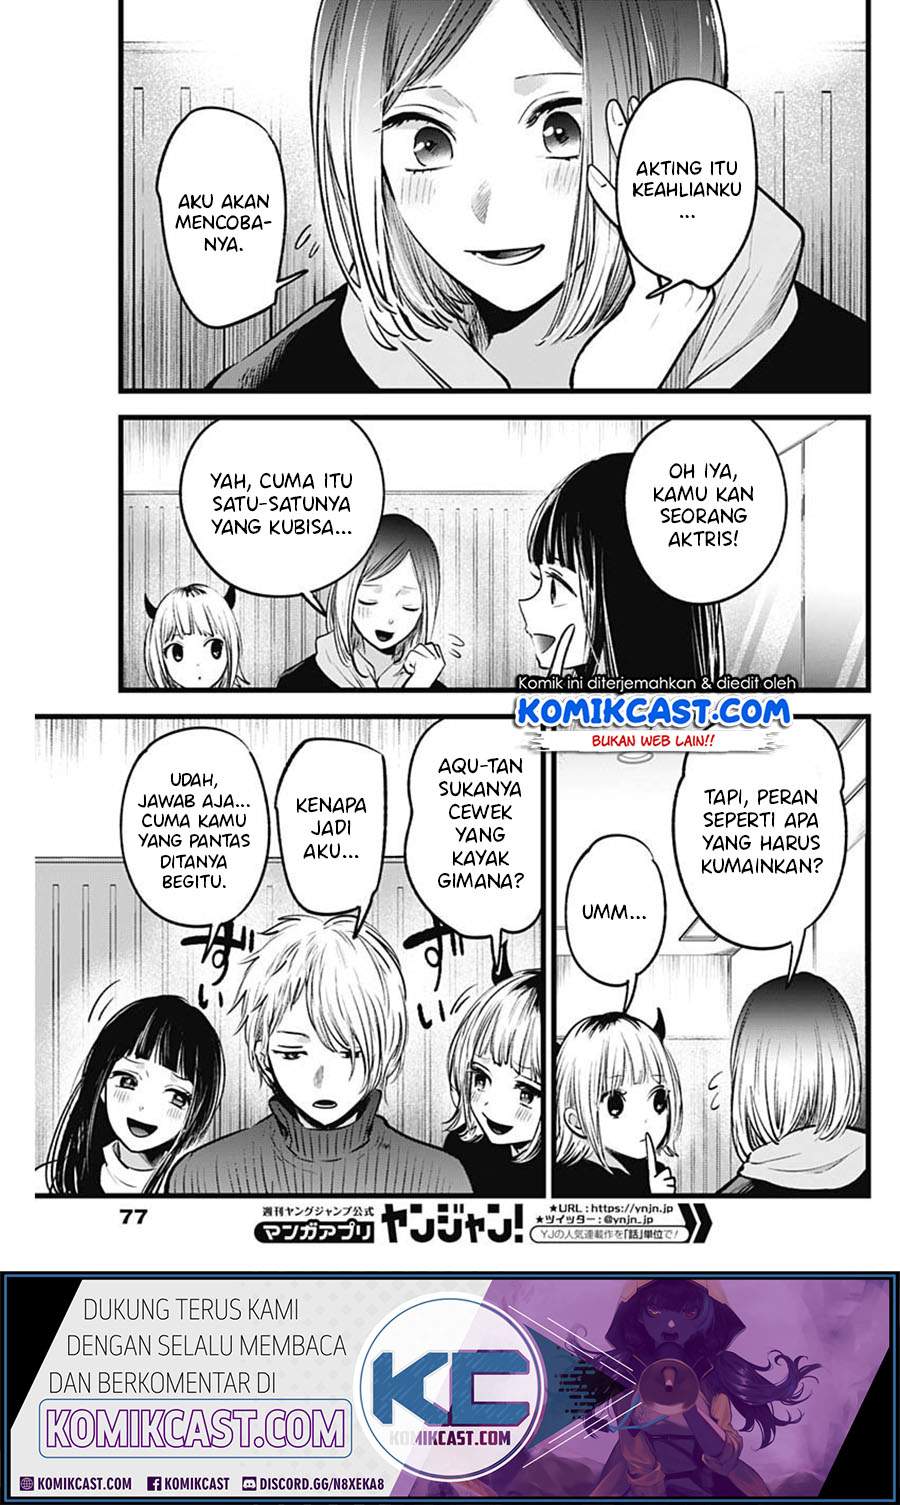 AKTING ITU
KEAHLIANKU
...
AKU AKAN
MENCOBA-
NYA.
OH IYA,
KAMU KAN
SEORANG
AKTRIS!
YAH, CUMA ITU
SATU-SATUNYA
YANG KUBISA...
Komik ini diterjemahkan & diedit oleh
KOMIKCAST.COM
BUKAN WEB LAIN!!
TAPI, PERAN
SEPERTI APA
YANG HARUS
KUMAINKAN?
UMM...
AQU-TAN
SUKANYA
CEWEK
YANG
KAYAK
GIMANA?
KENAPA
JADI
AKU...
UDAH,
JAWAB AJA...
CUMA KAMU
YANG PANTAS
DITANYA
BEGITU.
ずい
ずい
77
週刊ヤングジャンプ公式
マンガアプリ
ヤンジャン!
★URL:https://ynjn.jp
★ツイッター:@ynjn_jp
YJの人気連載作を「話」単位で!
DUKUNG TERUS KAMI
DENGAN SELALU MEMBACA
DAN BERKOMENTAR DI
KOMIKCAST.COM
KC
KOMIKCAST.COM
KOMIKCAST.COM
KOMIKCAST
DISCORD.GG/N8XEKA8